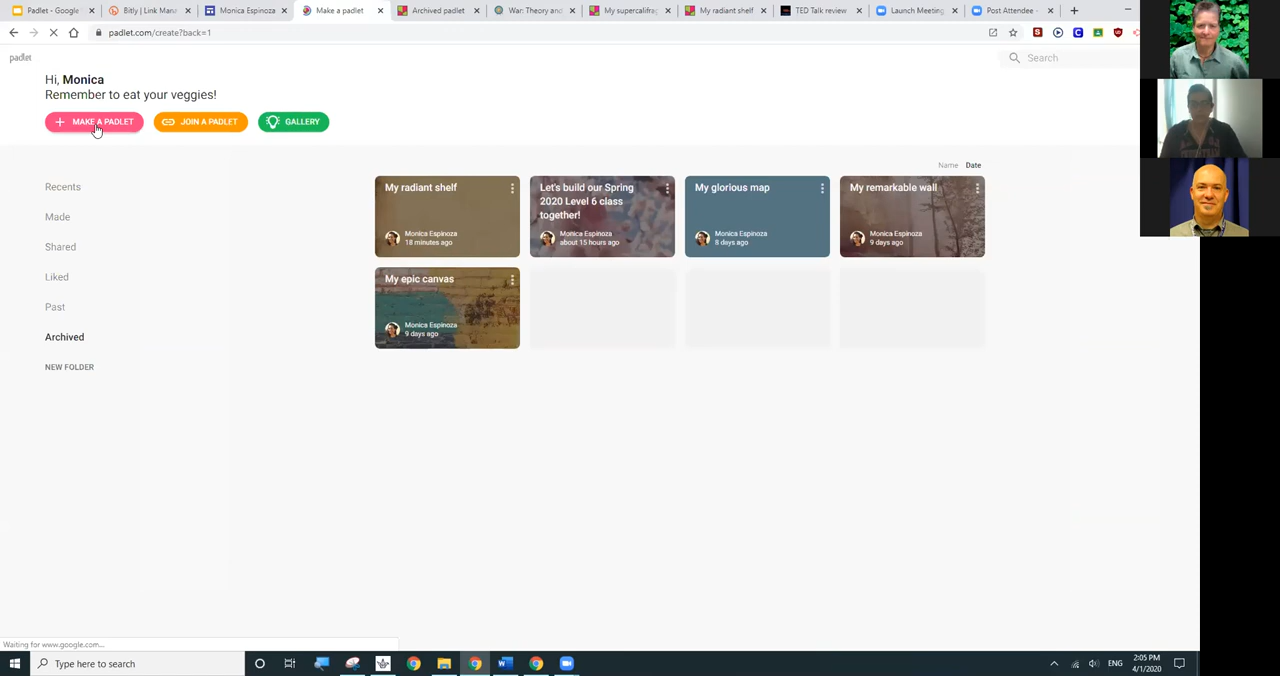 Padlet - Google
Bitly | Link Mana
Monica Espinoza
Make a padlet
Archived padlet
War: Theory and
My supercalifrag
My radiant shelf
TED Talk review
Launch Meeting
Post Attendee -
padlet.com/create?back=1
padlet
Search
Hi, Monica
Remember to eat your veggies!
MAKE A PADLET
JOIN A PADLET
GALLERY
Name Date
Recents
Made
Shared
Liked
Past
Archived
NEW FOLDER
My radiant shelf
Monica Espinoza
18 minutes ago
Let's build our Spring
2020 Level 6 class
together!
Monica Espinoza
about 15 hours ago
My glorious map
Monica Espinoza
8 days ago
My remarkable wall
Monica Espinoza
9 days ago
My epic canvas
Monica Espinoza
9 days ago
Waiting for www.google.com...
Type here to search
ENG
2:05 PM
4/1/2020